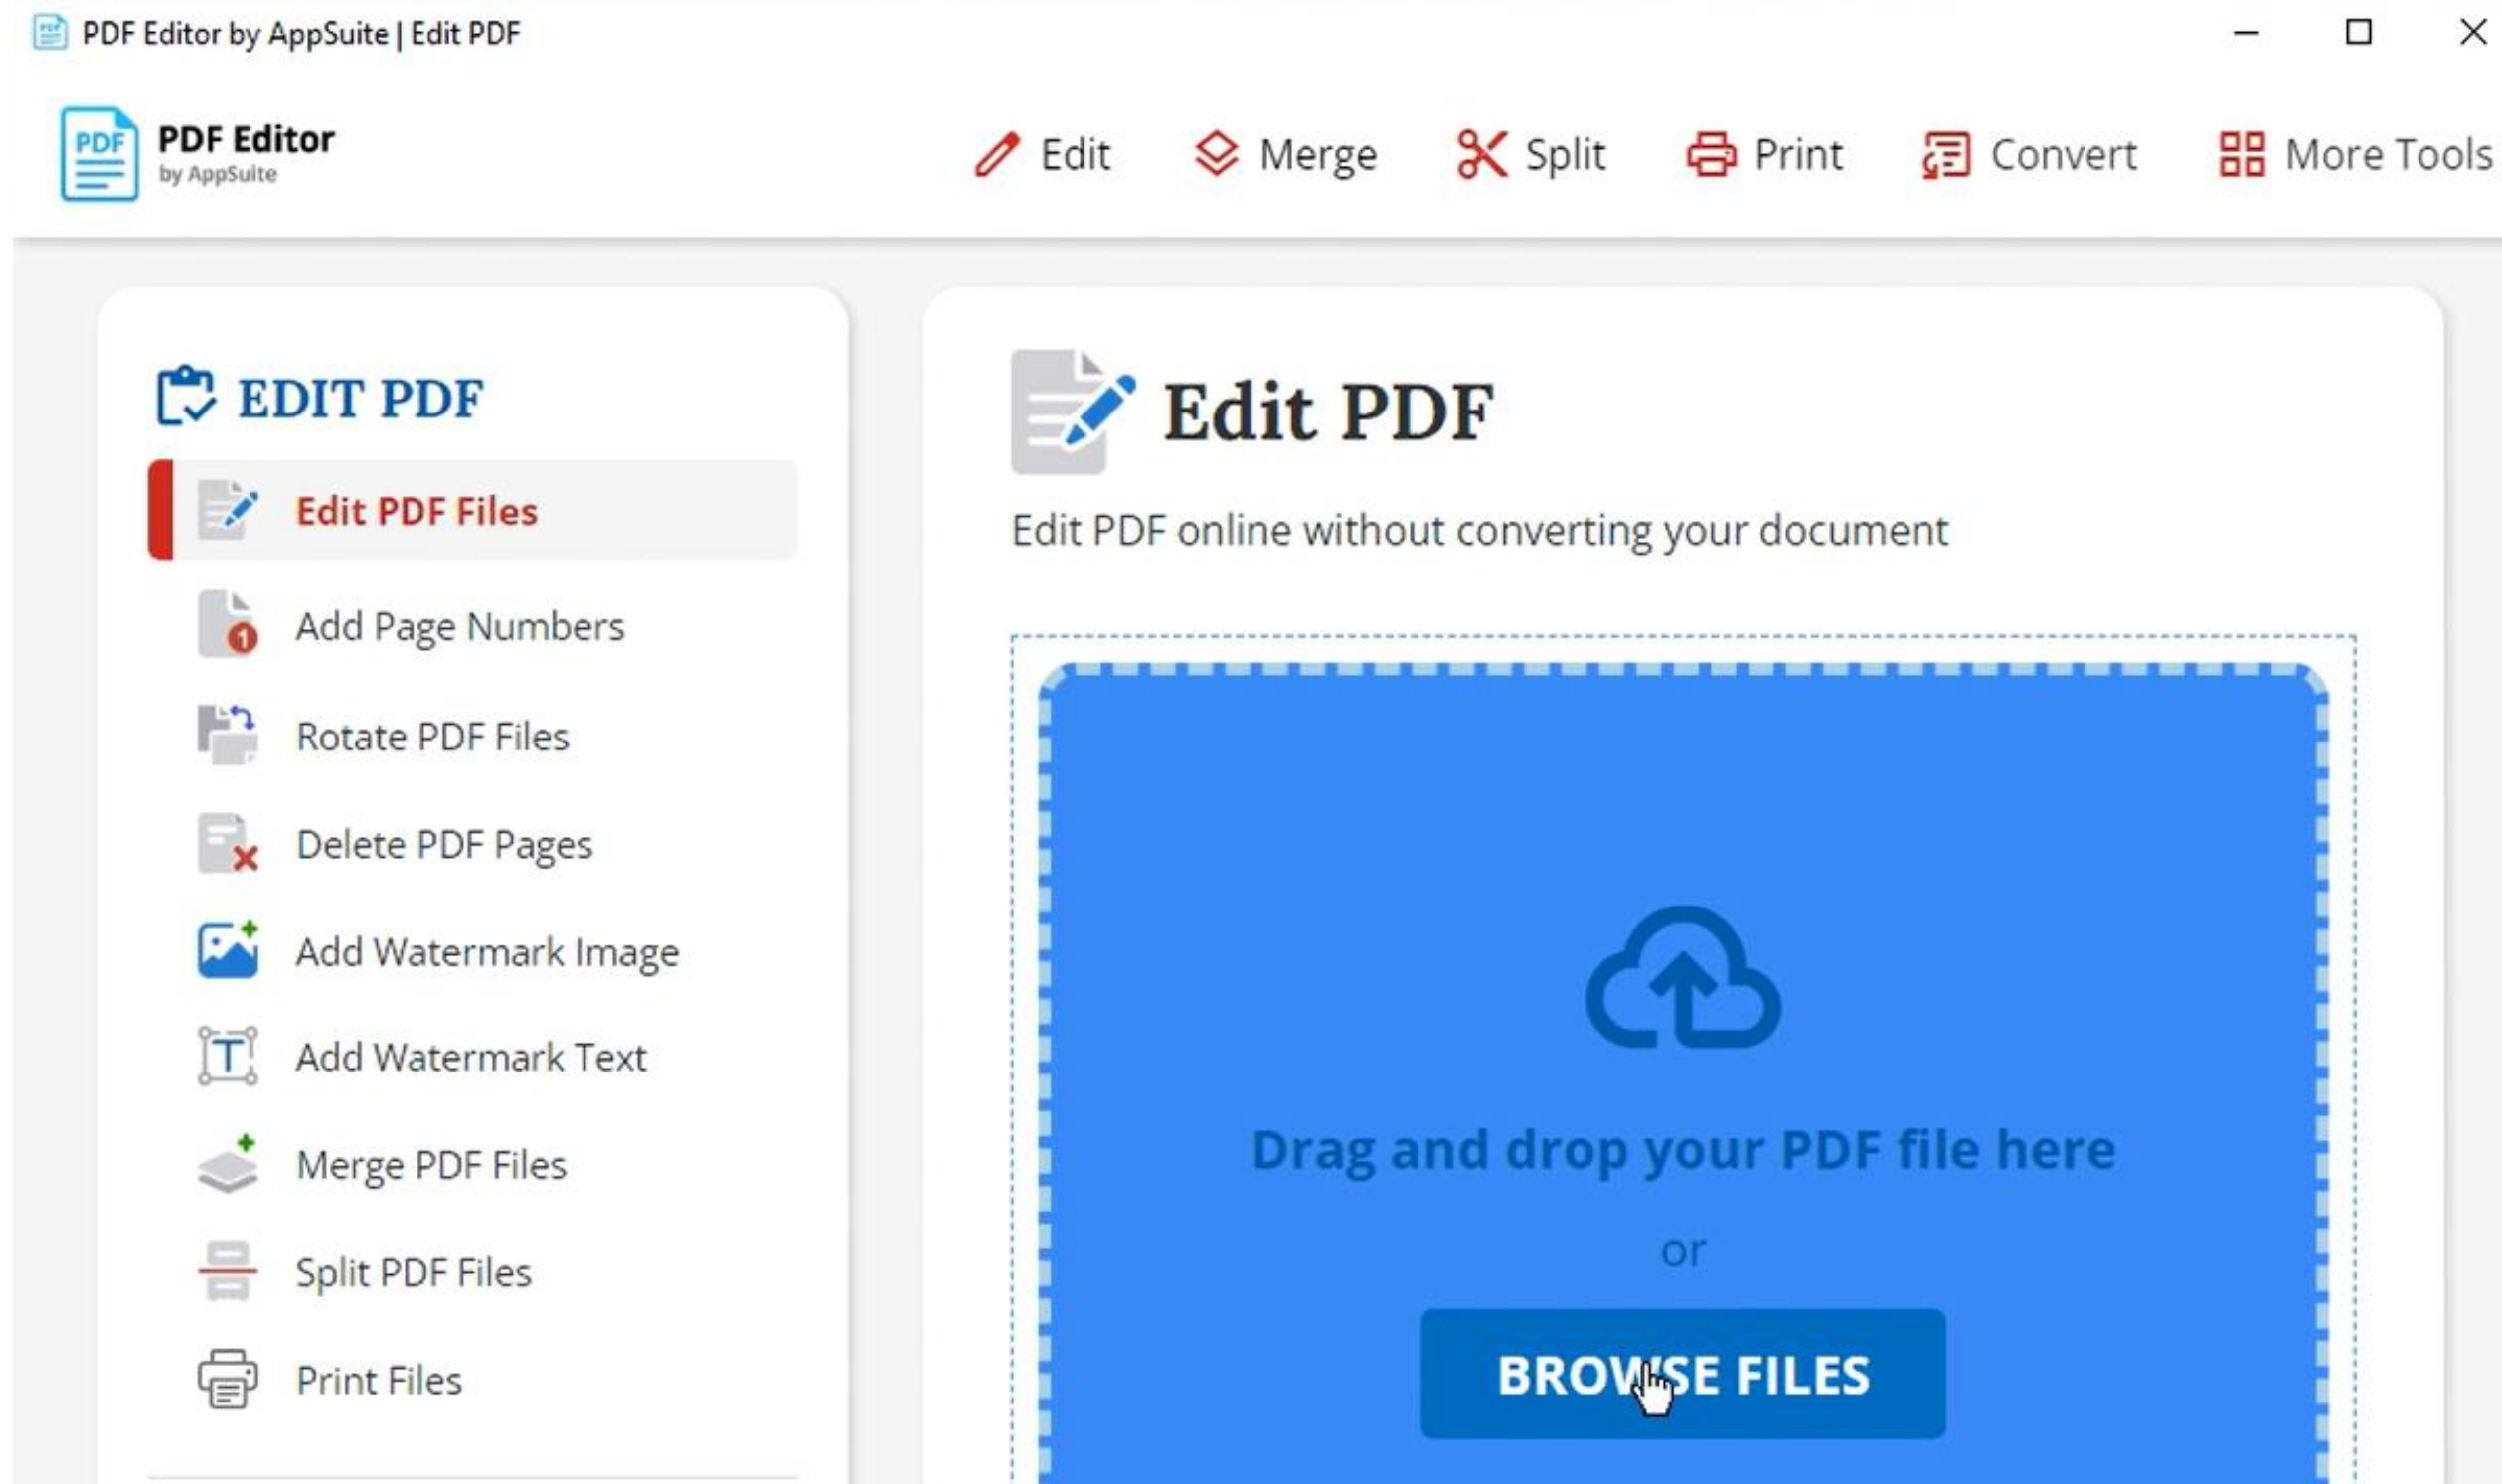 PDF Editor by AppSuite | Edit PDF
PDF
PDF Editor
by AppSuite
Edit
Merge
Split
Print
Convert
More Tools
EDIT PDF
Edit PDF Files
1
Add Page Numbers
Rotate PDF Files
Delete PDF Pages
Add Watermark Image
T
Add Watermark Text
Merge PDF Files
Split PDF Files
Print Files
Edit PDF
Edit PDF online without converting your document
Drag and drop your PDF file here
or
BROWSE FILES